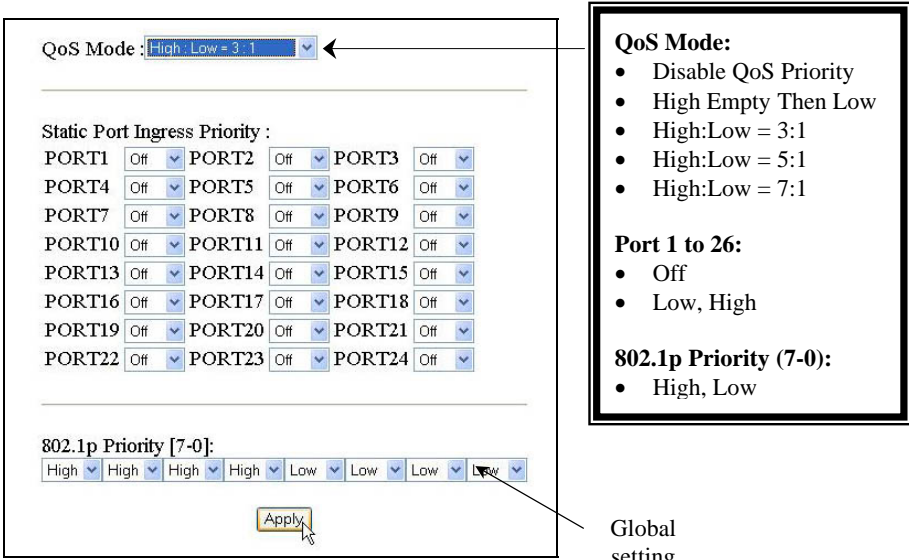 QoS Mode : High : Low = 3 : 1
Static Port Ingress Priority :
PORT1 Off PORT2 Off PORT3 Off
PORT4 Off PORT5 Off PORT6 Off
PORT7 Off PORT8 Off PORT9 Off
PORT10 Off PORT11 Off PORT12 Off
PORT13 Off PORT14 Off PORT15 Off
PORT16 Off PORT17 Off PORT18 Off
PORT19 Off PORT20 Off PORT21 Off
PORT22 Off PORT23 Off PORT24 Off
802.1p Priority [7-0]:
High High High High Low Low Low Low
Apply
QoS Mode:
• Disable QoS Priority
• High Empty Then Low
• High:Low = 3:1
• High:Low = 5:1
• High:Low = 7:1
Port 1 to 26:
• Off
• Low, High
802.1p Priority (7-0):
• High, Low
Global
setting